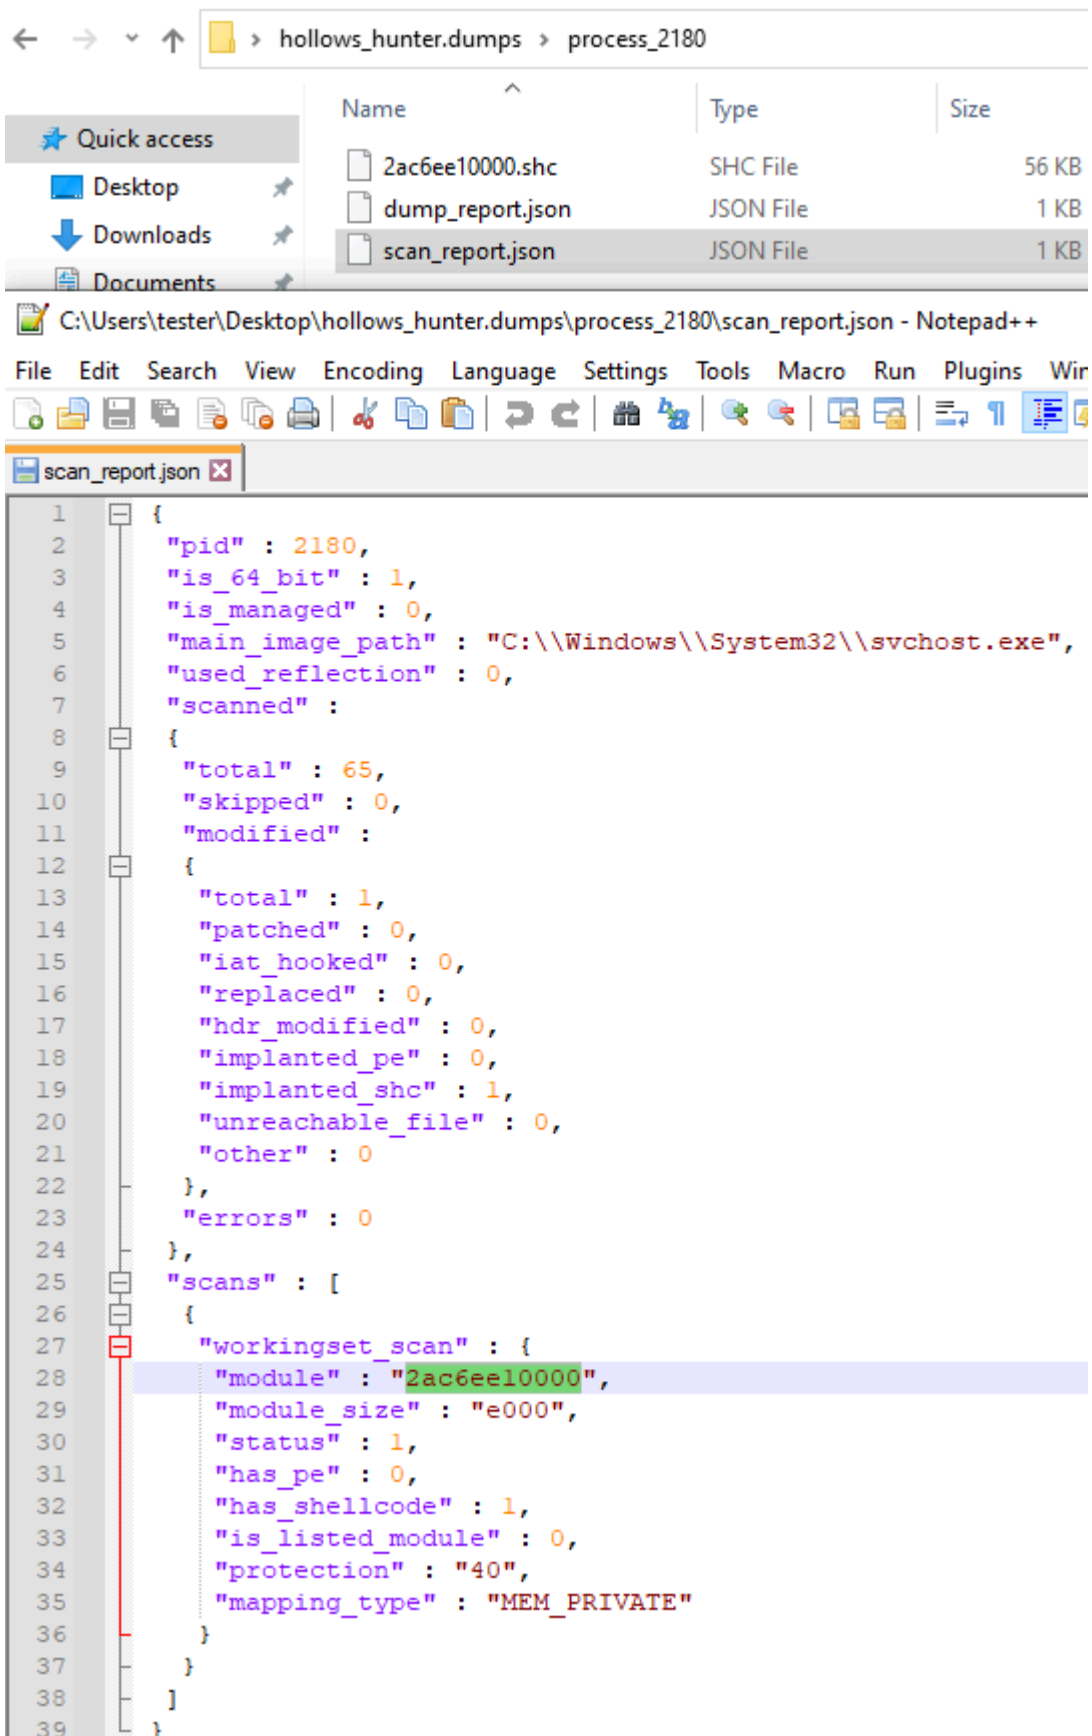 hollows_hunter.dumps > process_2180
Name Type Size
Quick access
2ac6ee10000.shc SHC File 56 KB
Desktop
dump_report.json JSON File 1 KB
Downloads
scan_report.json JSON File 1 KB
Documents
C:\Users\tester\Desktop\hollows_hunter.dumps\process_2180\scan_report.json - Notepad++
File Edit Search View Encoding Language Settings Tools Macro Run Plugins Win
scan_report.json
1 {
2 "pid" : 2180,
3 "is_64_bit" : 1,
4 "is_managed" : 0,
5 "main_image_path" : "C:\\Windows\\System32\\svchost.exe",
6 "used_reflection" : 0,
7 "scanned" :
8 {
9 "total" : 65,
10 "skipped" : 0,
11 "modified" :
12 {
13 "total" : 1,
14 "patched" : 0,
15 "iat_hooked" : 0,
16 "replaced" : 0,
17 "hdr_modified" : 0,
18 "implanted_pe" : 0,
19 "implanted_shc" : 1,
20 "unreachable_file" : 0,
21 "other" : 0
22 },
23 "errors" : 0
24 },
25 "scans" : [
26 {
27 "workingset_scan" : {
28 "module" : "2ac6ee10000",
29 "module_size" : "e000",
30 "status" : 1,
31 "has_pe" : 0,
32 "has_shellcode" : 1,
33 "is_listed_module" : 0,
34 "protection" : "40",
35 "mapping_type" : "MEM_PRIVATE"
36 }
37 }
38 ]
39 }